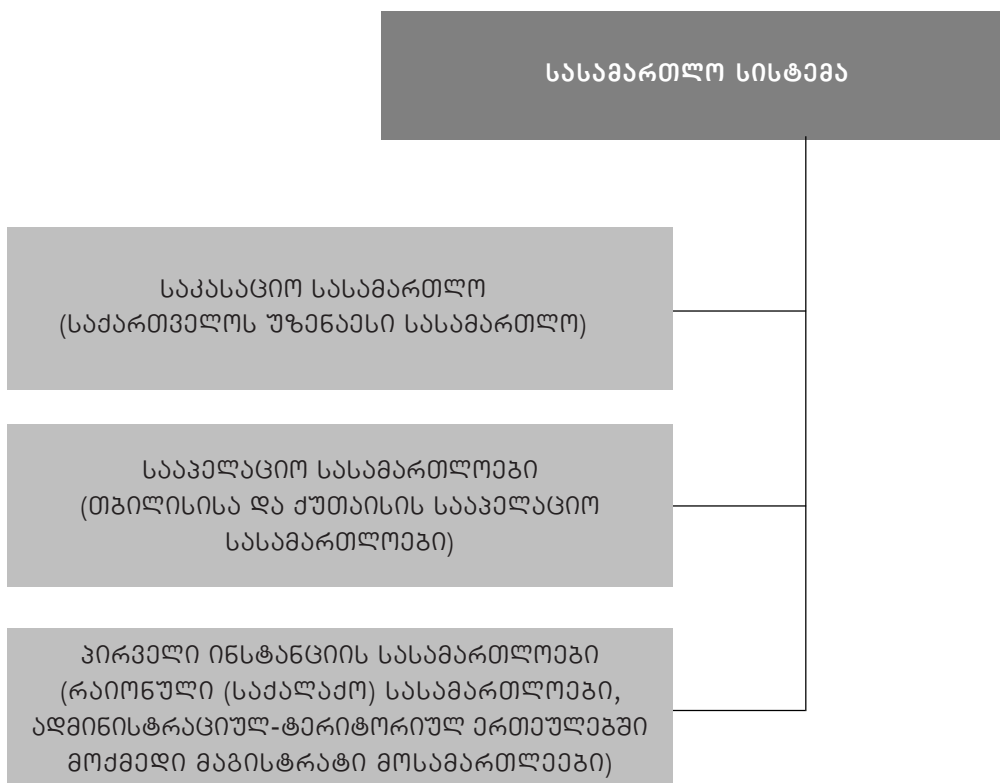 სასამართლო სისტემა
საკასაციო სასამართლო
(საქართველოს უზენაესი სასამართლო)
სააპელაციო სასამართლოები
(თბილისისა და ქუთაისის სააპელაციო
სასამართლოები)
პირველი ინსტანციის სასამართლოები
(რაიონული (საქალაქო) სასამართლოები,
ადმინისტრაციულ-ტერიტორიულ ერთეულებში
მოქმედი მაგისტრატი მოსამართლეები)